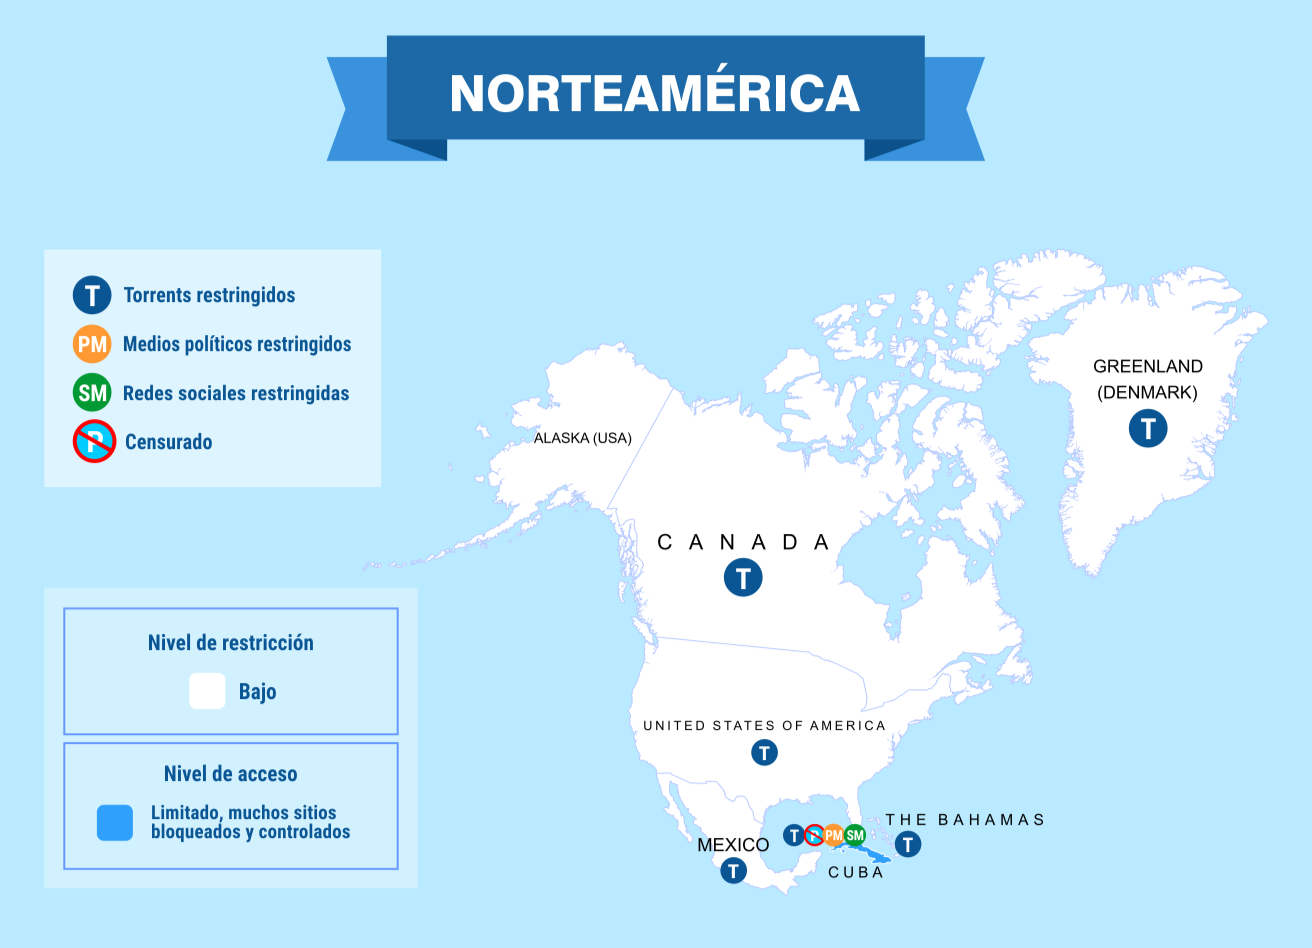 NORTEAMÉRICA
T Torrents restringidos
PM Medios políticos restringidos
SM Redes sociales restringidas
P Censurado
GREENLAND
(DENMARK)
T
ALASKA (USA)
CANADA
T
Nivel de restricción
Bajo
Nivel de acceso
Limitado, muchos sitios
bloqueados y controlados
UNITED STATES OF AMERICA
T
THE BAHAMAS
T
T P PM SM
CUBA
MEXICO
T